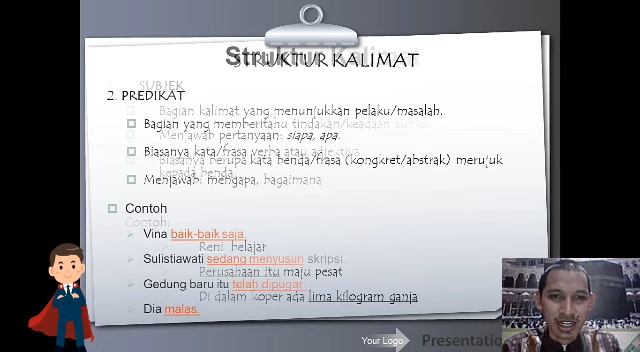 Struktur Kalimat
STRUKTUR KALIMAT
SUBJEK
2. PREDIKAT
Bagian kalimat yang menunjukkan pelaku/masalah.
Bagian yang memberitahu tindakan/keadaan subjek
Menjawab pertanyaan: siapa, apa.
Biasanya kata/frasa verba atau adjektiva
Biasanya berupa kata benda/frasa (kongkret/abstrak) merujuk
kepada benda.
Menjawab: mengapa, bagaimana
Contoh
Contoh:
Vina baik-baik saja.
Reni belajar
Sulistiawati sedang menyusun skripsi.
Perusahaan itu maju pesat
Gedung baru itu telah dipugar.
Di dalam koper ada lima kilogram ganja
Dia malas.
Your Logo
Presentatio